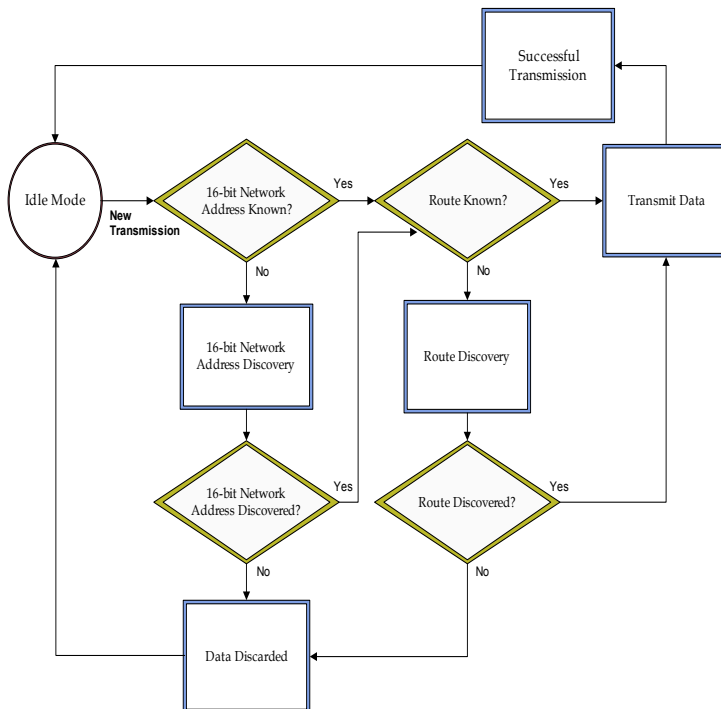 Successful
Transmission
Idle Mode
New
Transmission
16-bit Network
Address Known?
Yes
Route Known?
Yes
Transmit Data
No
No
16-bit Network
Address Discovery
Route Discovery
16-bit Network
Address Discovered?
Yes
Route Discovered?
Yes
No
No
Data Discarded